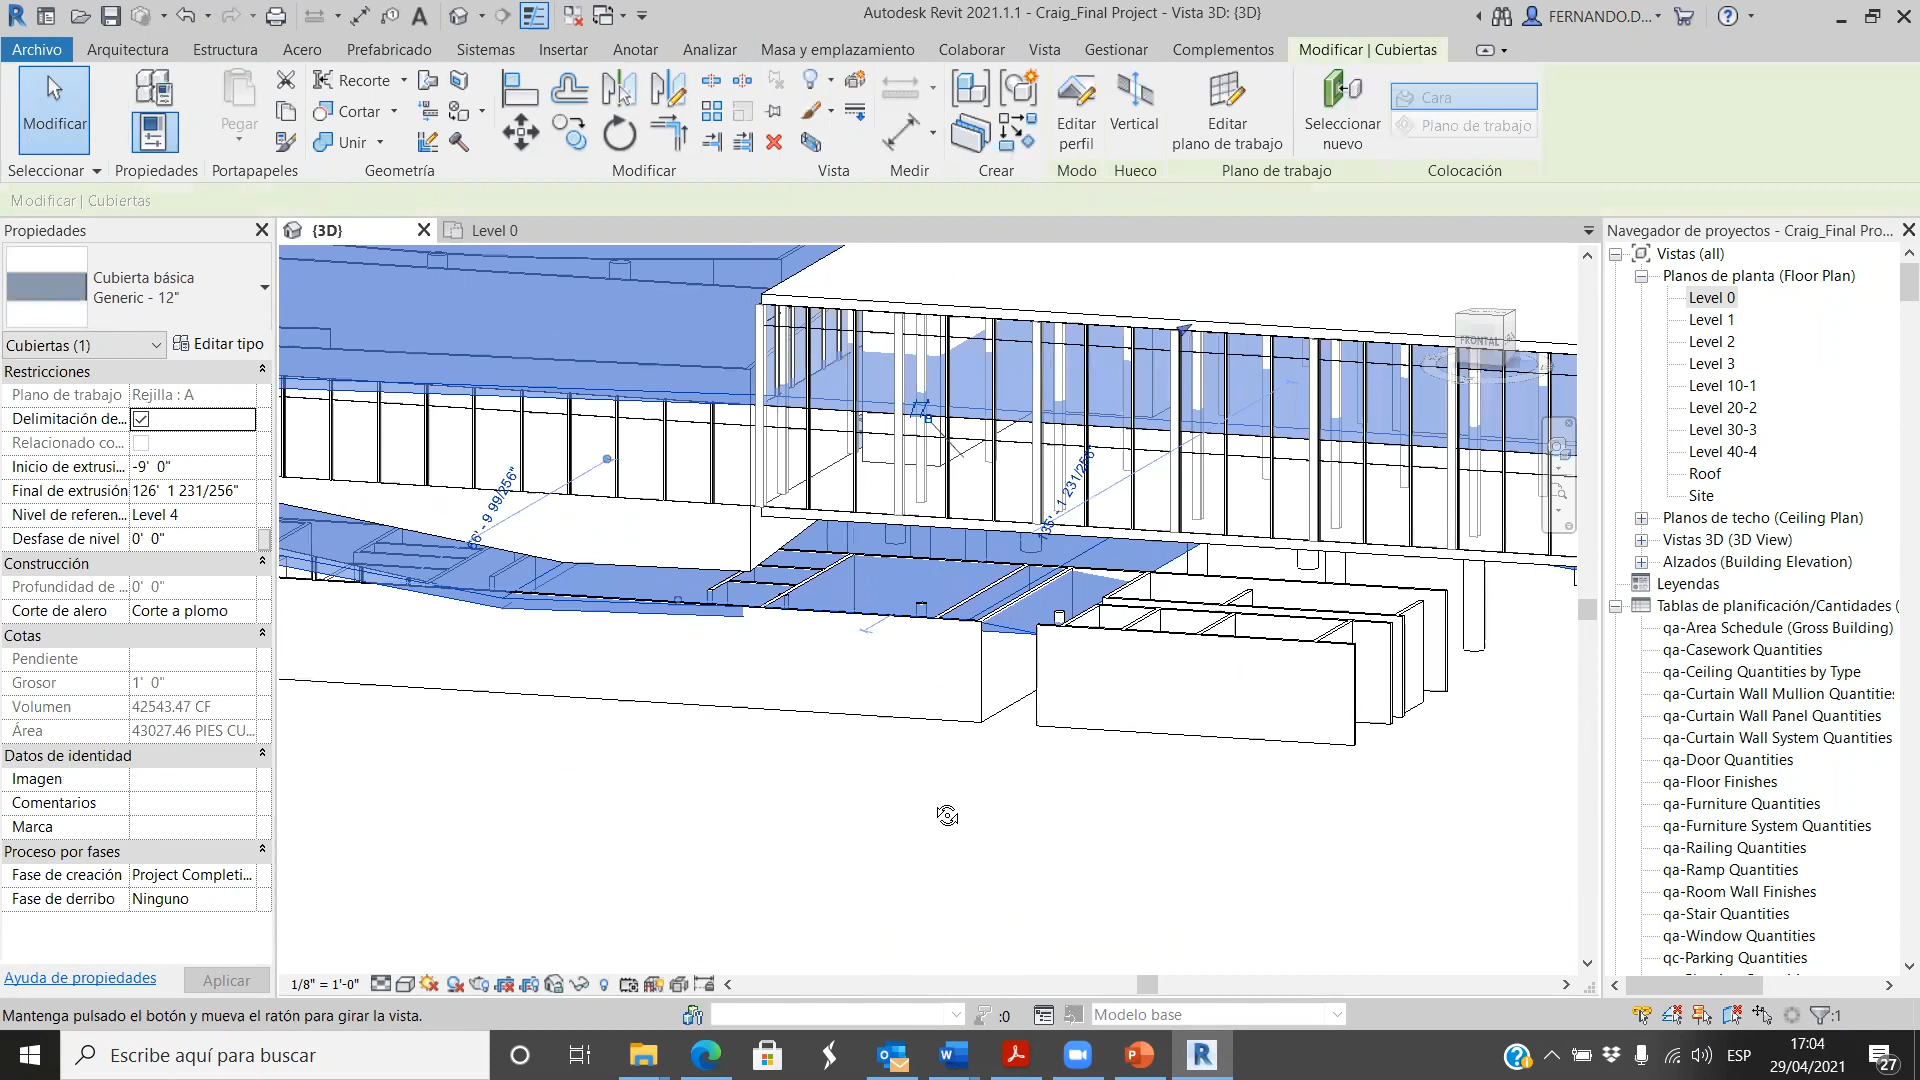 Autodesk Revit 2021.1.1 - Craig_Final Project - Vista 3D: {3D}
FERNANDO.D...
Archivo
Arquitectura
Estructura
Acero
Prefabricado
Sistemas
Insertar
Anotar
Analizar
Masa y emplazamiento
Colaborar
Vista
Gestionar
Complementos
Modificar | Cubiertas
Modificar
Pegar
Recorte
Cortar
Unir
Editar
perfil
Vertical
Editar
plano de trabajo
Seleccionar
nuevo
Cara
Plano de trabajo
Seleccionar
Propiedades
Portapapeles
Geometría
Modificar
Vista
Medir
Crear
Modo
Hueco
Plano de trabajo
Colocación
Modificar | Cubiertas
Propiedades
{3D}
Level 0
Navegador de proyectos - Craig_Final Pro...
Cubierta básica
Generic - 12"
Cubiertas (1)
Editar tipo
Restricciones
Plano de trabajo Rejilla : A
Delimitación de...
Relacionado co...
Inicio de extrusi... -9' 0"
Final de extrusión 126' 1 231/256"
Nivel de referen... Level 4
Desfase de nivel 0' 0"
Construcción
Profundidad de ... 0' 0"
Corte de alero Corte a plomo
Cotas
Pendiente
Grosor 1' 0"
Volumen 42543.47 CF
Área 43027.46 PIES CU...
Datos de identidad
Imagen
Comentarios
Marca
Proceso por fases
Fase de creación Project Completi...
Fase de derribo Ninguno
Ayuda de propiedades
Aplicar
FRONTAL
135' - 1 231/256"
Vistas (all)
Planos de planta (Floor Plan)
Level 0
Level 1
Level 2
Level 3
Level 10-1
Level 20-2
Level 30-3
Level 40-4
Roof
Site
Planos de techo (Ceiling Plan)
Vistas 3D (3D View)
Alzados (Building Elevation)
Leyendas
Tablas de planificación/Cantidades (
qa-Area Schedule (Gross Building)
qa-Casework Quantities
qa-Ceiling Quantities by Type
qa-Curtain Wall Mullion Quantities
qa-Curtain Wall Panel Quantities
qa-Curtain Wall System Quantities
qa-Door Quantities
qa-Floor Finishes
qa-Furniture Quantities
qa-Furniture System Quantities
qa-Railing Quantities
qa-Ramp Quantities
qa-Room Wall Finishes
qa-Stair Quantities
qa-Window Quantities
qc-Parking Quantities
1/8" = 1'-0"
Mantenga pulsado el botón y mueva el ratón para girar la vista.
:0
Modelo base
:1
Escribe aquí para buscar
ESP
17:04
29/04/2021
27